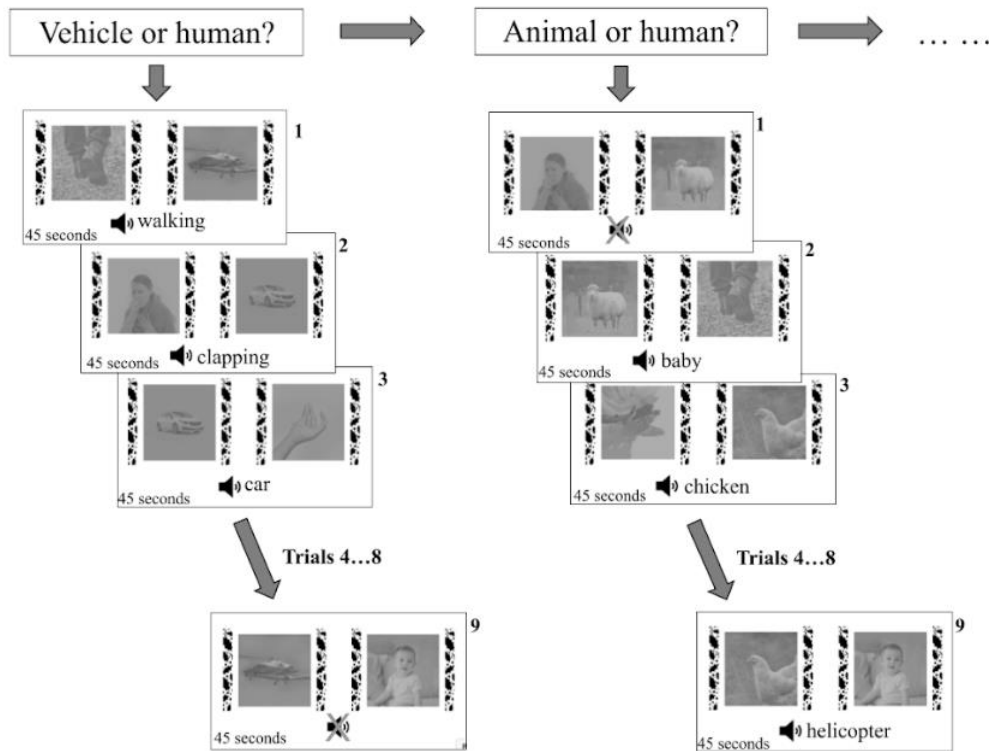 Vehicle or human?
Animal or human?
... ...
1
walking
45 seconds
2
clapping
45 seconds
3
car
45 seconds
Trials 4...8
9
45 seconds
1
45 seconds
2
baby
45 seconds
3
chicken
45 seconds
Trials 4...8
9
helicopter
45 seconds